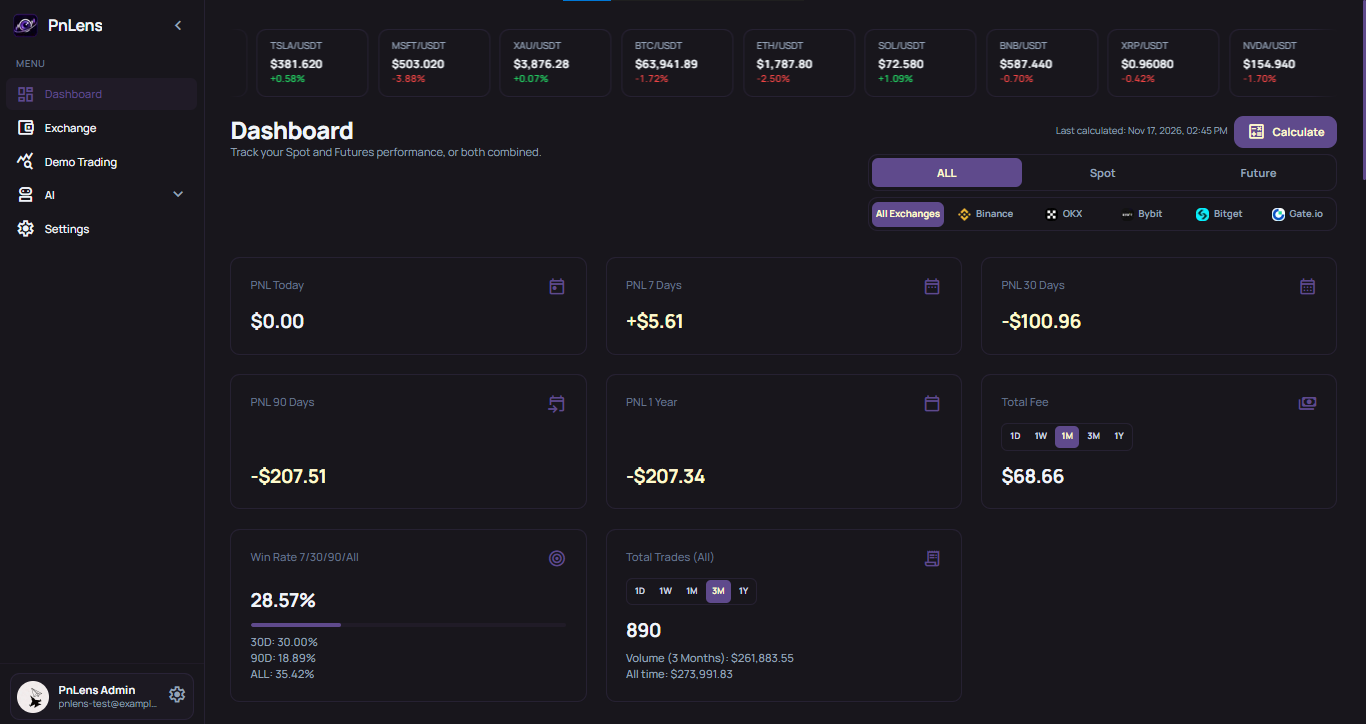 PnLens
MENU
Dashboard
Exchange
Demo Trading
AI
Settings
PnLens Admin
pnlens-test@exampl...
TSLA/USDT
$381.620
+0.58%
MSFT/USDT
$503.020
-3.88%
XAU/USDT
$3,876.28
+0.07%
BTC/USDT
$63,941.89
-1.72%
ETH/USDT
$1,787.80
-2.50%
SOL/USDT
$72.580
+1.09%
BNB/USDT
$587.440
-0.70%
XRP/USDT
$0.96080
-0.42%
NVDA/USDT
$154.940
-1.70%
Dashboard
Track your Spot and Futures performance, or both combined.
Last calculated: Nov 17, 2026, 02:45 PM
Calculate
ALL Spot Future
All Exchanges Binance OKX Bybit Bitget Gate.io
PNL Today
$0.00
PNL 7 Days
+$5.61
PNL 30 Days
-$100.96
PNL 90 Days
-$207.51
PNL 1 Year
-$207.34
Total Fee
1D 1W 1M 3M 1Y
$68.66
Win Rate 7/30/90/All
28.57%
30D: 30.00%
90D: 18.89%
ALL: 35.42%
Total Trades (All)
1D 1W 1M 3M 1Y
890
Volume (3 Months): $261,883.55
All time: $273,991.83